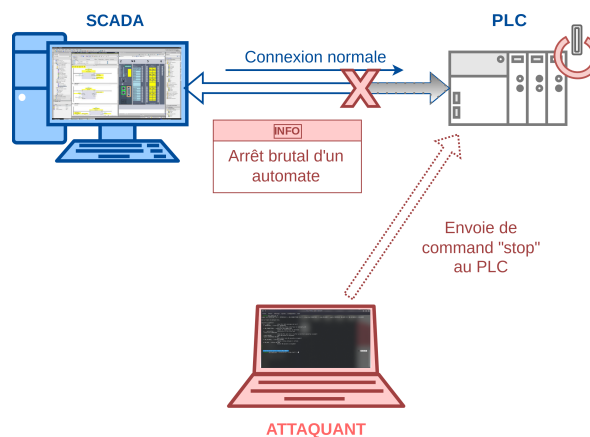 SCADA
PLC
Connexion normale
INFO
Arrêt brutal d'un
automate
Envoie de
command "stop"
au PLC
ATTAQUANT